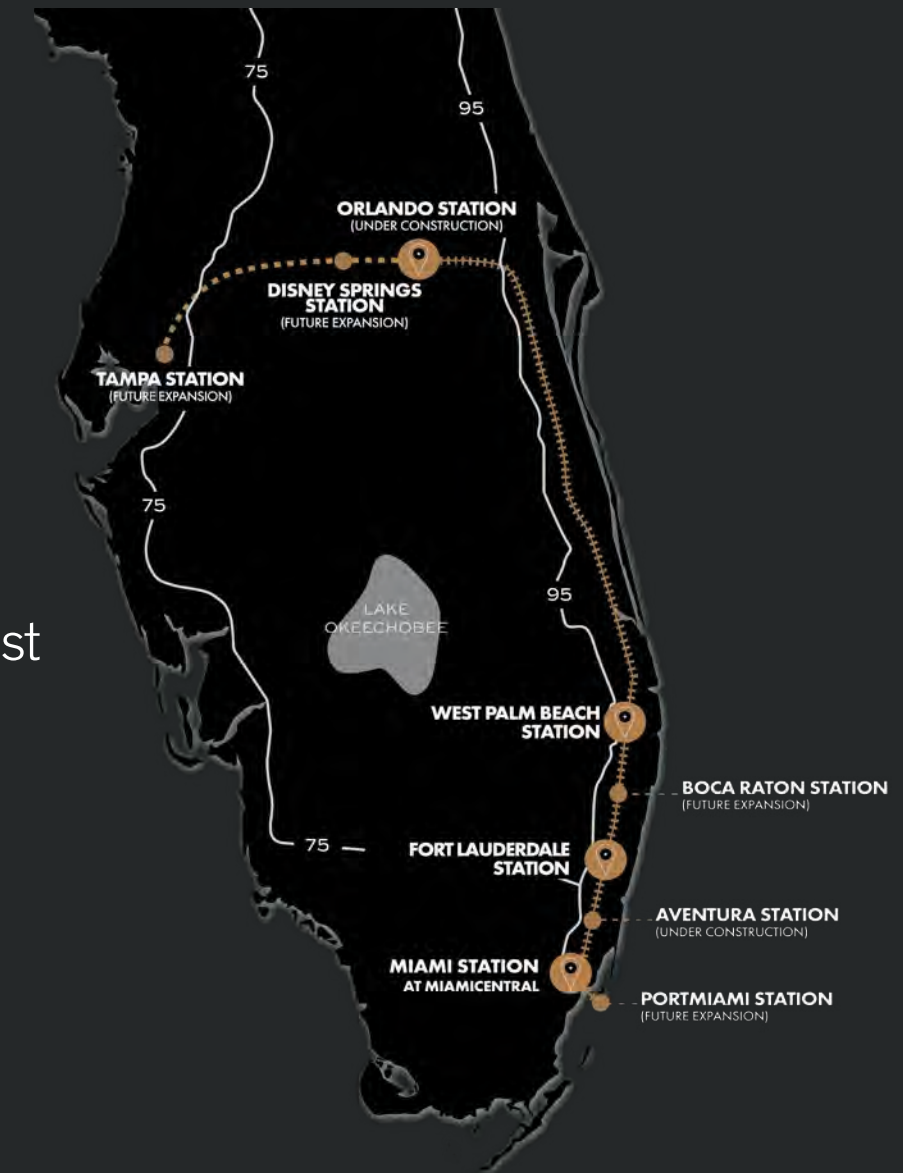 75
95
ORLANDO STATION
(UNDER CONSTRUCTION)
DISNEY SPRINGS
STATION
(FUTURE EXPANSION)
TAMPA STATION
(FUTURE EXPANSION)
75
95
LAKE
OKEECHOBEE
st
WEST PALM BEACH
STATION
BOCA RATON STATION
(FUTURE EXPANSION)
75
FORT LAUDERDALE
STATION
AVENTURA STATION
(UNDER CONSTRUCTION)
MIAMI STATION
AT MIAMICENTRAL
PORTMIAMI STATION
(FUTURE EXPANSION)